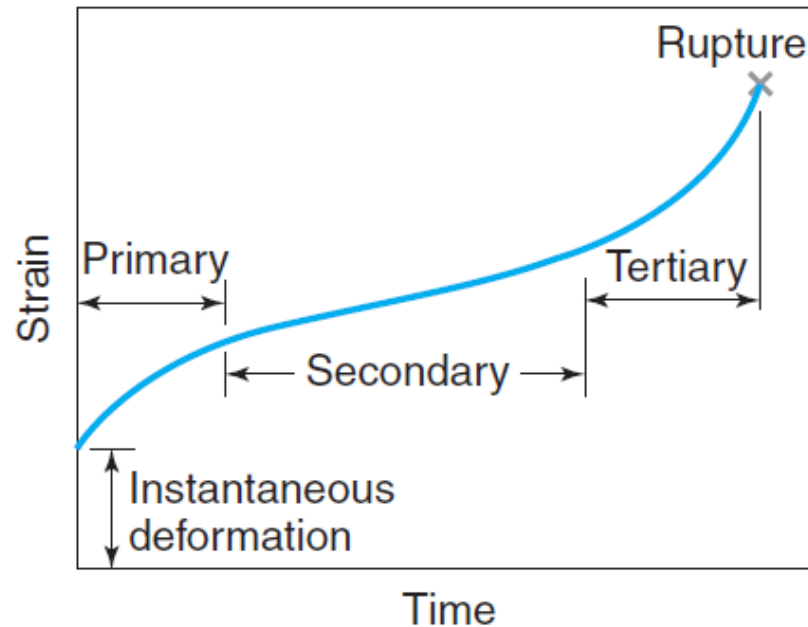 Rupture
Primary
Tertiary
Strain
Secondary
Instantaneous
deformation
Time